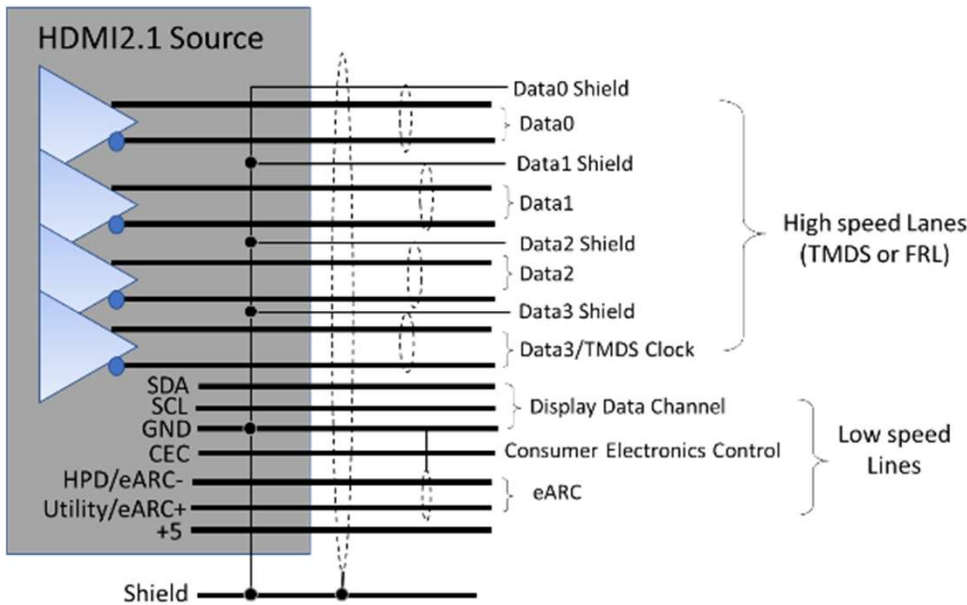 HDMI2.1 Source
Data0 Shield
Data0
Data1 Shield
Data1
Data2 Shield
Data2
Data3 Shield
Data3/TMDS Clock
High speed Lanes
(TMDS or FRL)
SDA
SCL
GND
CEC
HPD/eARC-
Utility/eARC+
+5
Display Data Channel
Consumer Electronics Control
eARC
Low speed
Lines
Shield